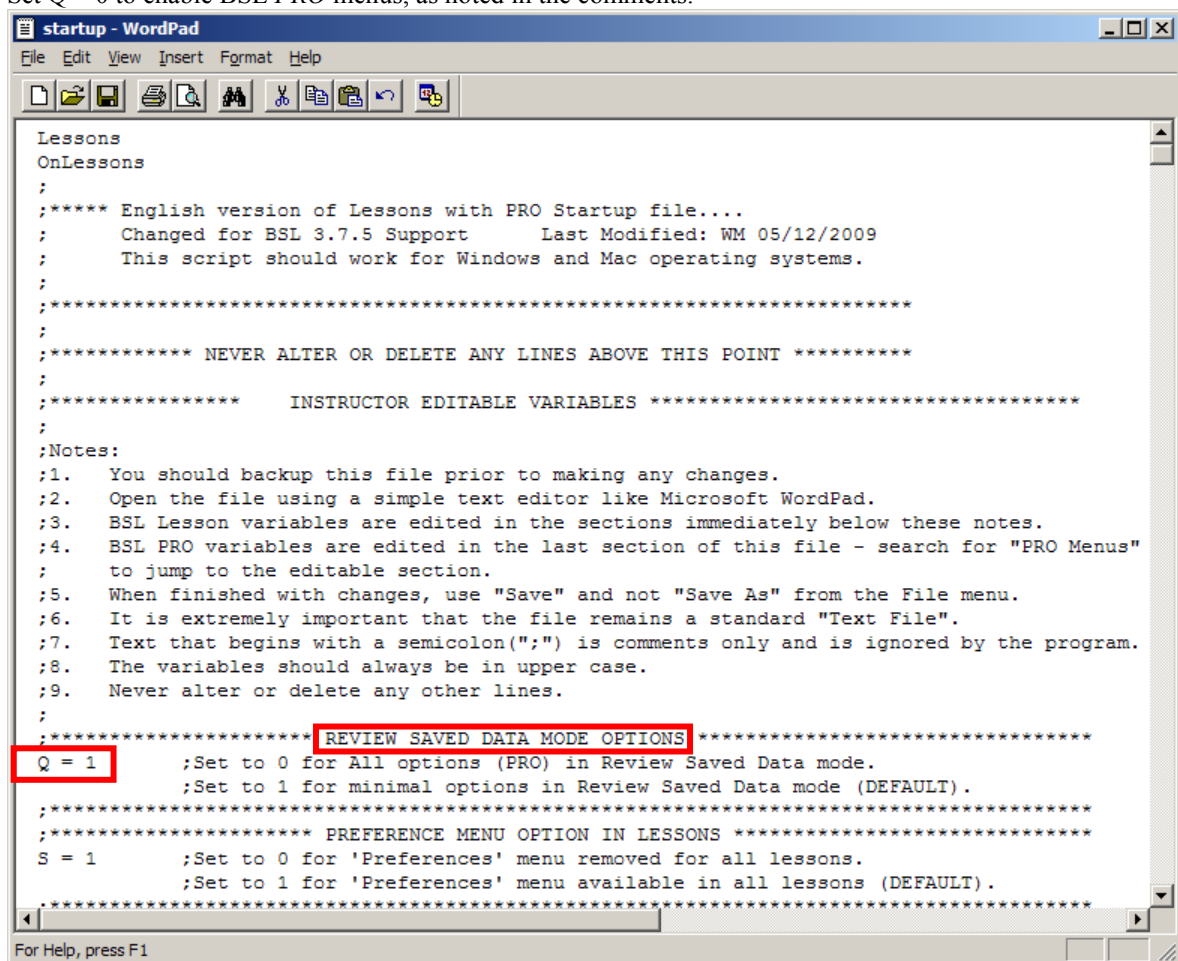 Set Q = 0 to enable BSL PRO menus, as noted in the comments.
startup - WordPad
File Edit View Insert Format Help
Lessons
OnLessons
;
;***** English version of Lessons with PRO Startup file....
;      Changed for BSL 3.7.5 Support      Last Modified: WM 05/12/2009
;      This script should work for Windows and Mac operating systems.
;
;************************************************************************
;
;************ NEVER ALTER OR DELETE ANY LINES ABOVE THIS POINT **********
;
;****************    INSTRUCTOR EDITABLE VARIABLES ************************************
;
;Notes:
;1.   You should backup this file prior to making any changes.
;2.   Open the file using a simple text editor like Microsoft WordPad.
;3.   BSL Lesson variables are edited in the sections immediately below these notes.
;4.   BSL PRO variables are edited in the last section of this file - search for "PRO Menus"
;     to jump to the editable section.
;5.   When finished with changes, use "Save" and not "Save As" from the File menu.
;6.   It is extremely important that the file remains a standard "Text File".
;7.   Text that begins with a semicolon(";") is comments only and is ignored by the program.
;8.   The variables should always be in upper case.
;9.   Never alter or delete any other lines.
;
;********************** REVIEW SAVED DATA MODE OPTIONS *********************************
Q = 1       ;Set to 0 for All options (PRO) in Review Saved Data mode.
            ;Set to 1 for minimal options in Review Saved Data mode (DEFAULT).
;***************************************************************************************
;********************** PREFERENCE MENU OPTION IN LESSONS ******************************
S = 1       ;Set to 0 for 'Preferences' menu removed for all lessons.
            ;Set to 1 for 'Preferences' menu available in all lessons (DEFAULT).
;***************************************************************************************
For Help, press F1